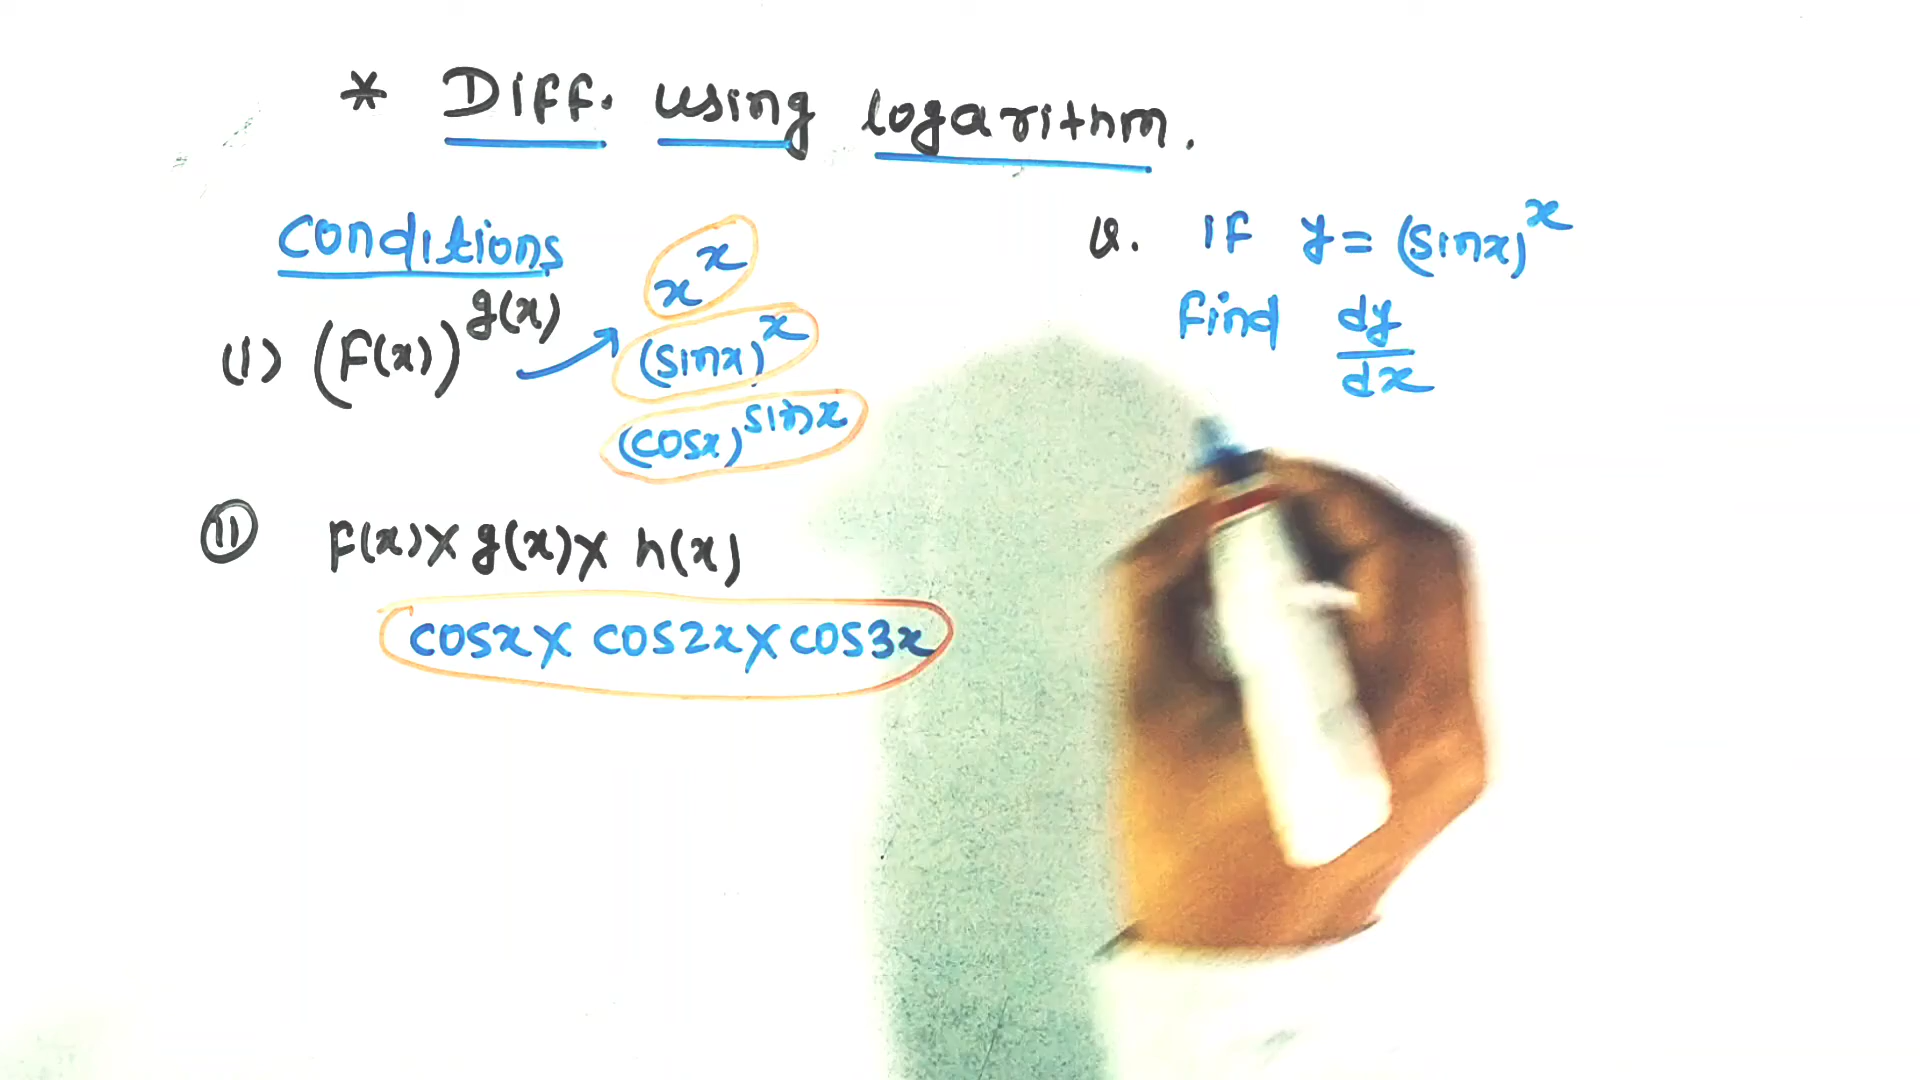 * Diff. using logarithm.
Conditions
(i) (F(x))^g(x)
x^x
(sinx)^x
(cosx)^sinx
(ii) F(x)× g(x)× h(x)
cosx× cos2x× cos3x
Q. If y= (sinx)^x
Find dy/dx